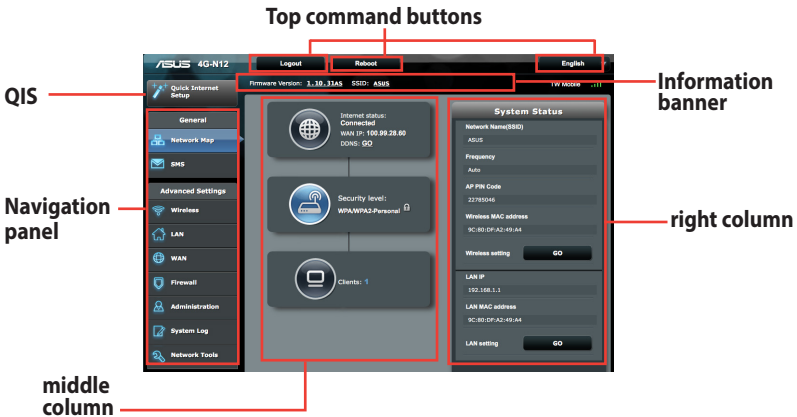 Top command buttons
ASUS 4G-N12
Logout
Reboot
English
QIS
Quick Internet
Setup
Firmware Version: 1.10.31AS SSID: ASUS
TW Mobile
Information
banner
General
Network Map
SMS
Advanced Settings
Wireless
LAN
WAN
Firewall
Administration
System Log
Network Tools
Navigation
panel
Internet status:
Connected
WAN IP: 100.99.28.60
DDNS: GO
Security level:
WPA/WPA2-Personal
Clients: 1
System Status
Network Name(SSID)
ASUS
Frequency
Auto
AP PIN Code
22785046
Wireless MAC address
9C:80:DF:A2:49:A4
Wireless setting
GO
LAN IP
192.168.1.1
LAN MAC address
9C:80:DF:A2:49:A4
LAN setting
GO
right column
middle
column